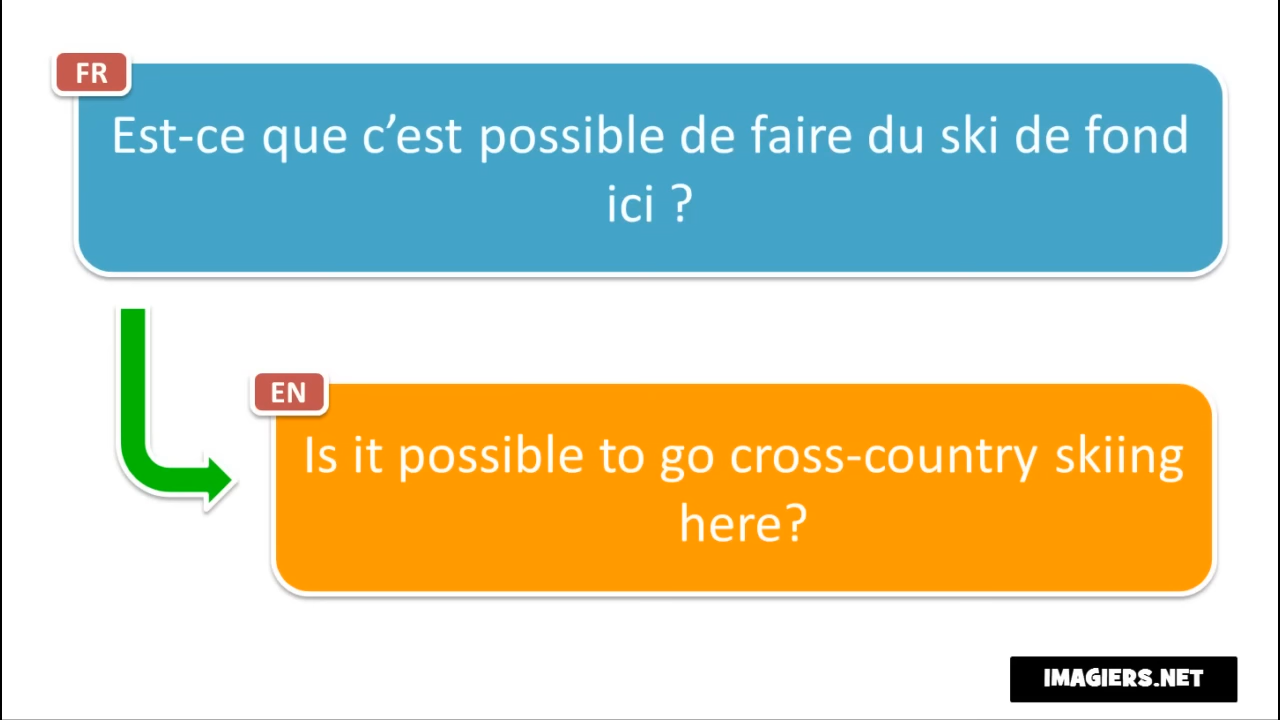 FR
Est-ce que c’est possible de faire du ski de fond
ici ?
EN
Is it possible to go cross-country skiing
here?
IMAGIERS.NET